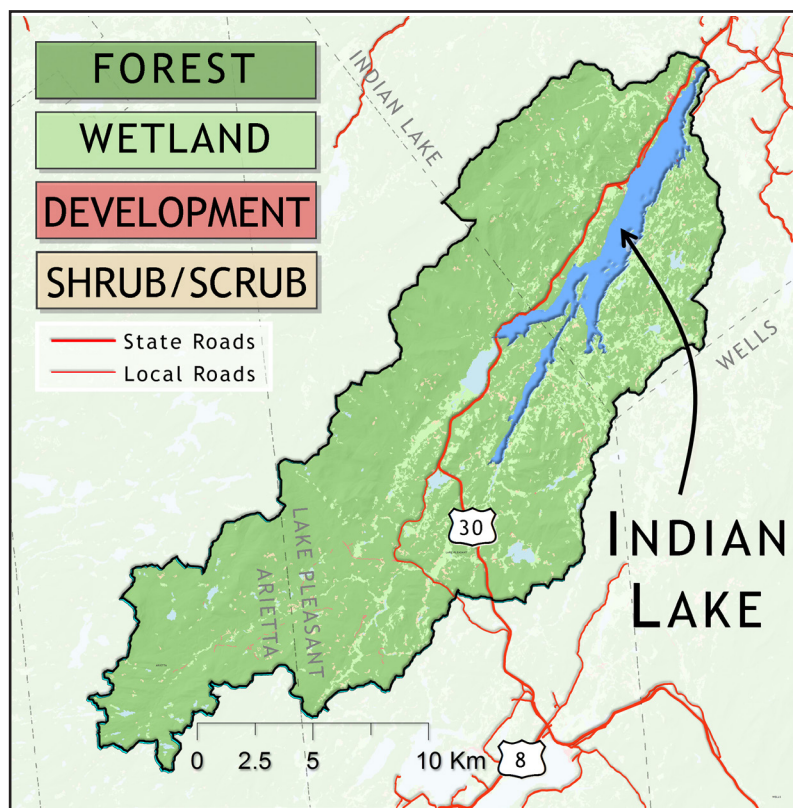 FOREST
WETLAND
DEVELOPMENT
SHRUB/SCRUB
State Roads
Local Roads
INDIAN LAKE
WELLS
30
INDIAN
LAKE
LAKE PLEASANT
ARIETTA
0 2.5 5 10 Km
8